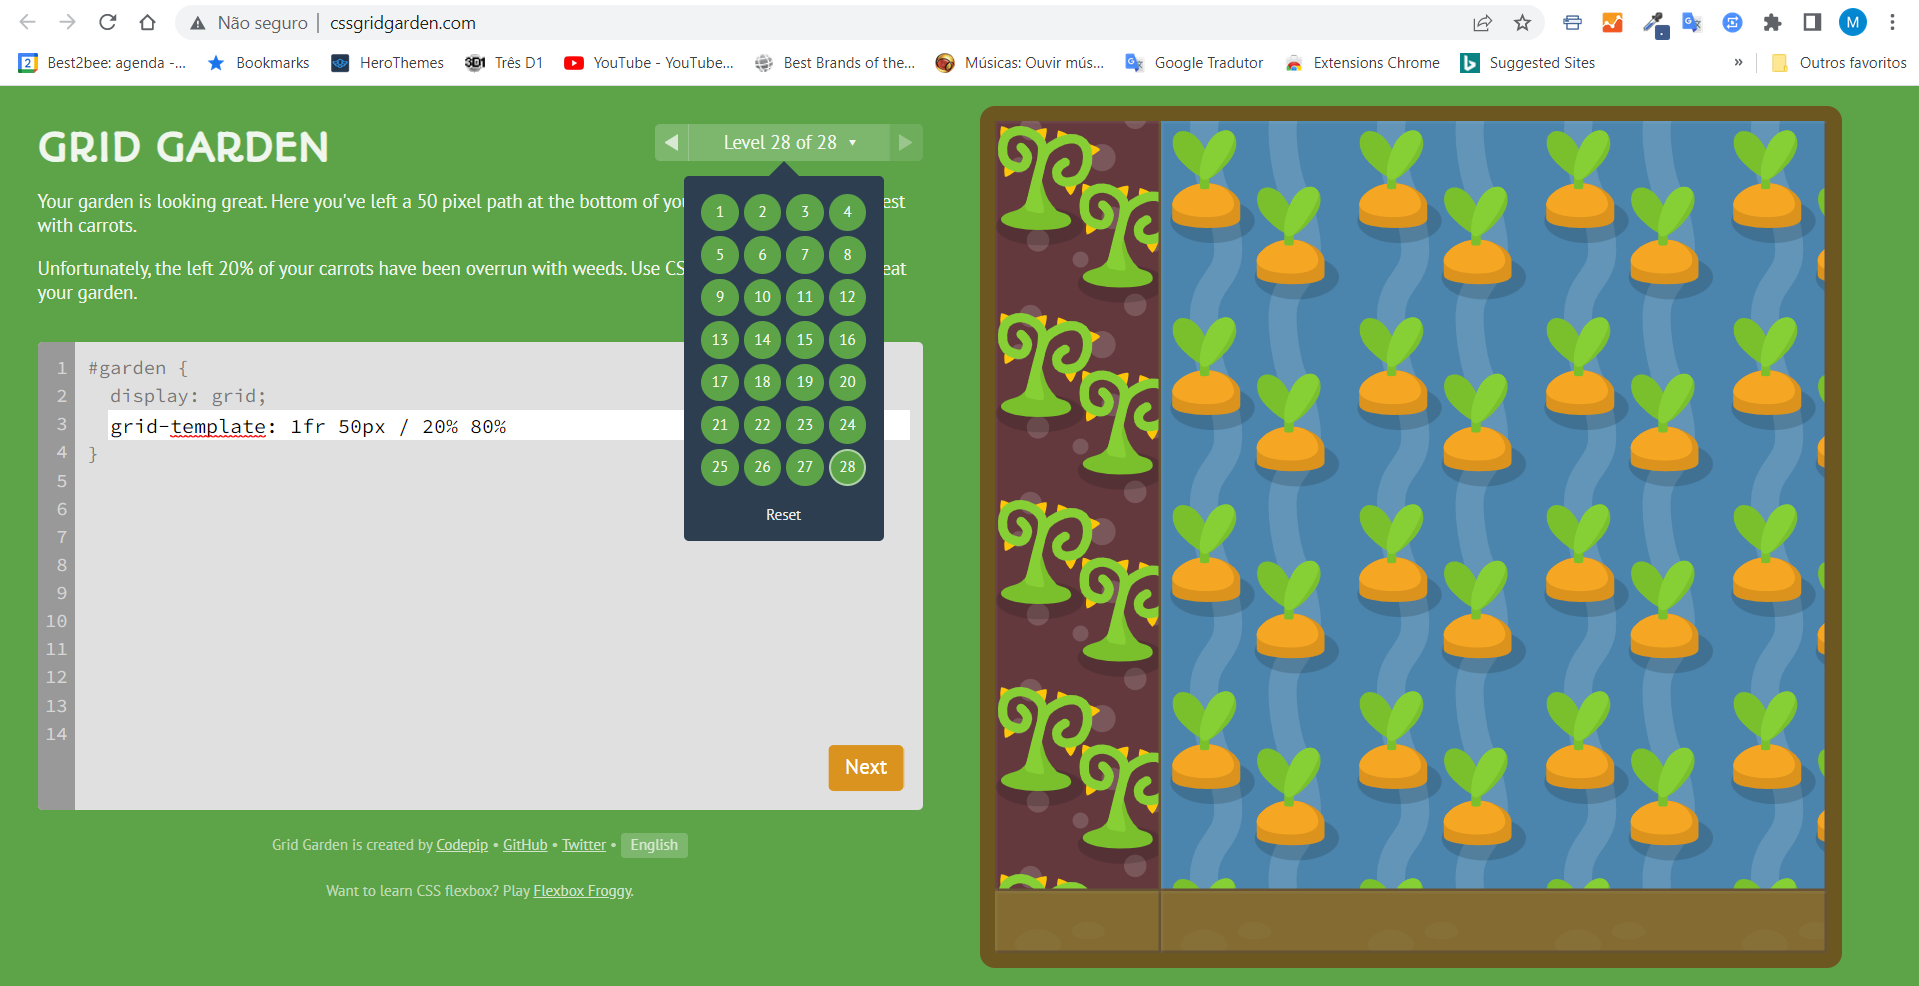 Não seguro | cssgridgarden.com
M
2 Best2bee: agenda -... Bookmarks HeroThemes 3D1 Três D1 YouTube - YouTube... Best Brands of the... Músicas: Ouvir mús... Google Tradutor Extensions Chrome b Suggested Sites » Outros favoritos
GRID GARDEN
◀ Level 28 of 28 ▼ ▶
Your garden is looking great. Here you've left a 50 pixel path at the bottom of you est
with carrots.
Unfortunately, the left 20% of your carrots have been overrun with weeds. Use CS eat
your garden.
1 2 3 4
5 6 7 8
9 10 11 12
13 14 15 16
17 18 19 20
21 22 23 24
25 26 27 28
Reset
1 #garden {
2 display: grid;
3 grid-template: 1fr 50px / 20% 80%
4 }
5
6
7
8
9
10
11
12
13
14
Next
Grid Garden is created by Codepip • GitHub • Twitter • English
Want to learn CSS flexbox? Play Flexbox Froggy.